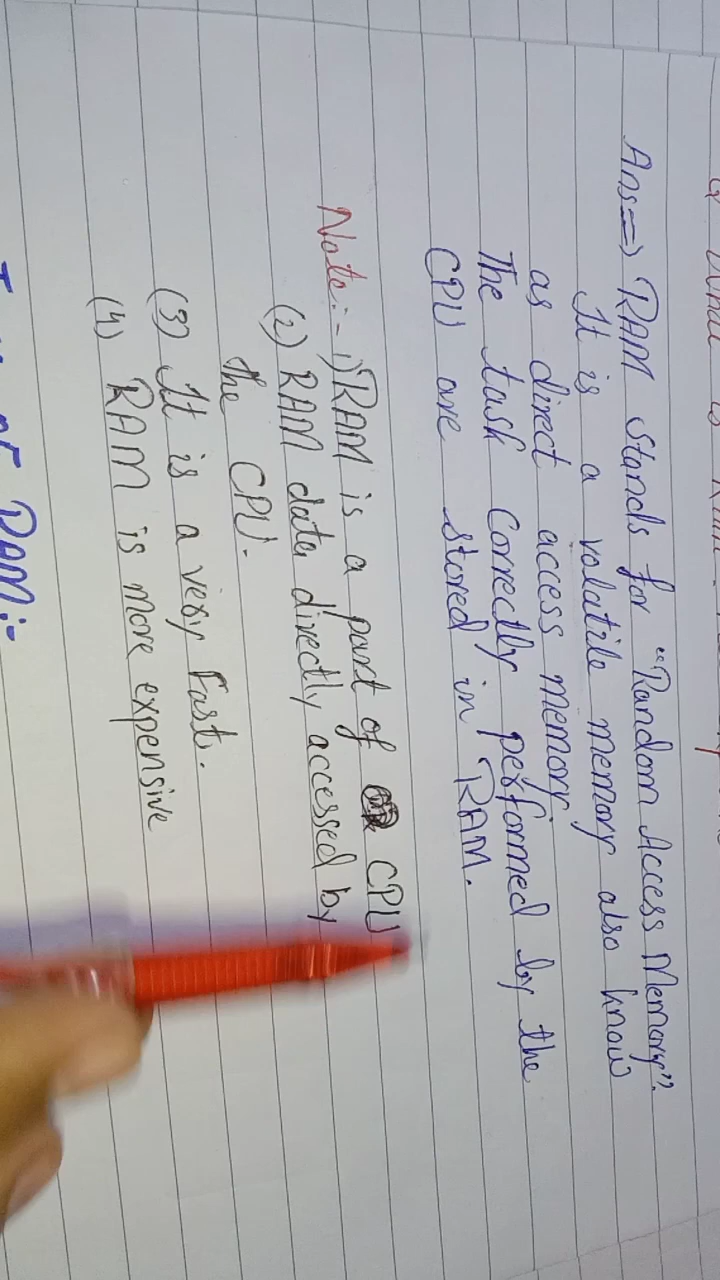 Ans=> RAM stands for "Random Access Memory".
It is a volatile memory also know
as direct access memory
The task correctly performed by the
CPU are stored in RAM.
Note:- 1) RAM is a part of CPU
(2) RAM data directly accessed by
the CPU.
(3) It is a very fast.
(4) RAM is more expensive
RAM:-